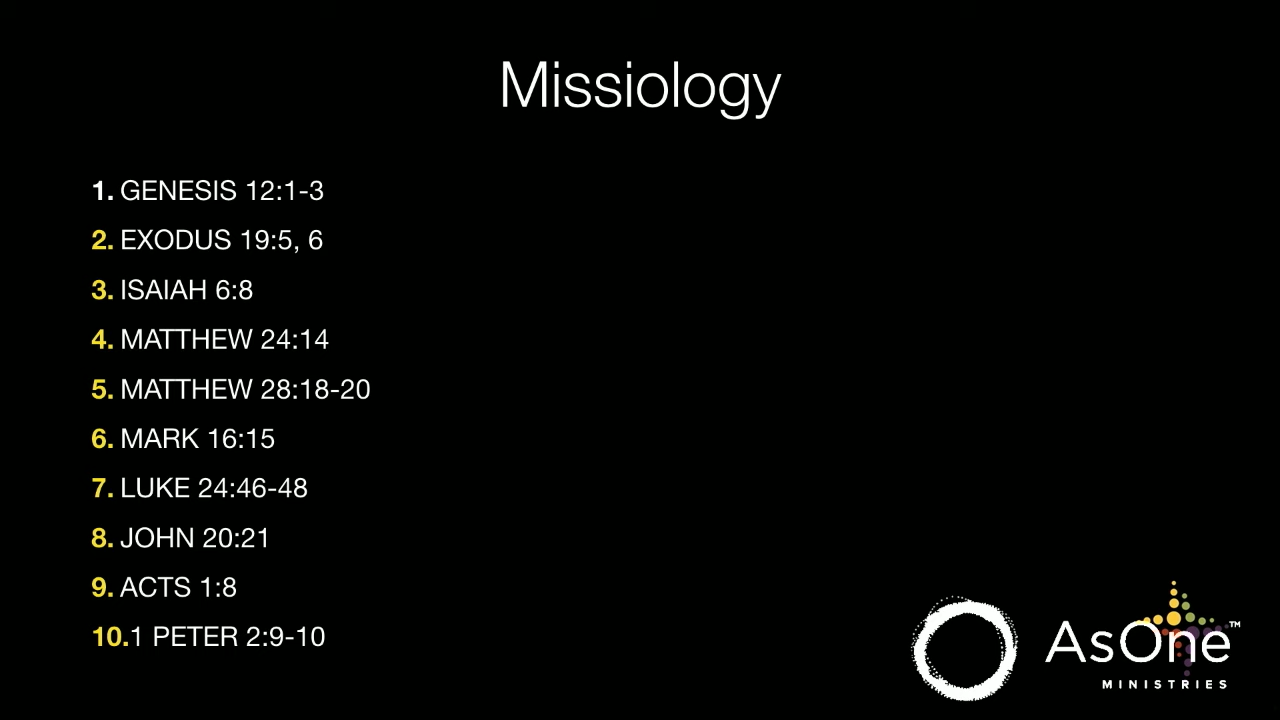 Missiology
1. GENESIS 12:1-3
2. EXODUS 19:5, 6
3. ISAIAH 6:8
4. MATTHEW 24:14
5. MATTHEW 28:18-20
6. MARK 16:15
7. LUKE 24:46-48
8. JOHN 20:21
9. ACTS 1:8
10.1 PETER 2:9-10
AsOne™
MINISTRIES